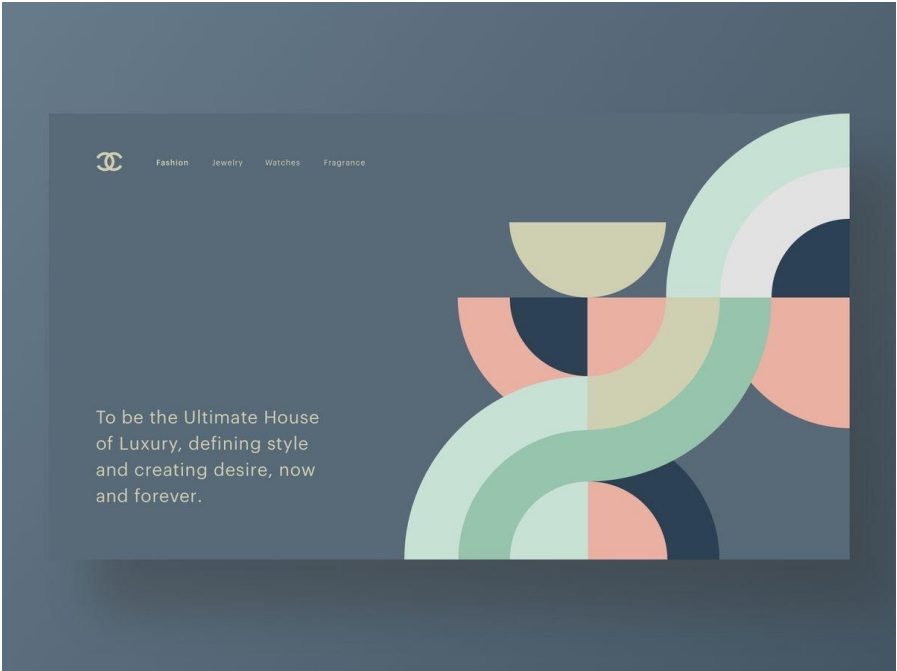 Fashion Jewelry Watches Fragrance
To be the Ultimate House
of Luxury, defining style
and creating desire, now
and forever.